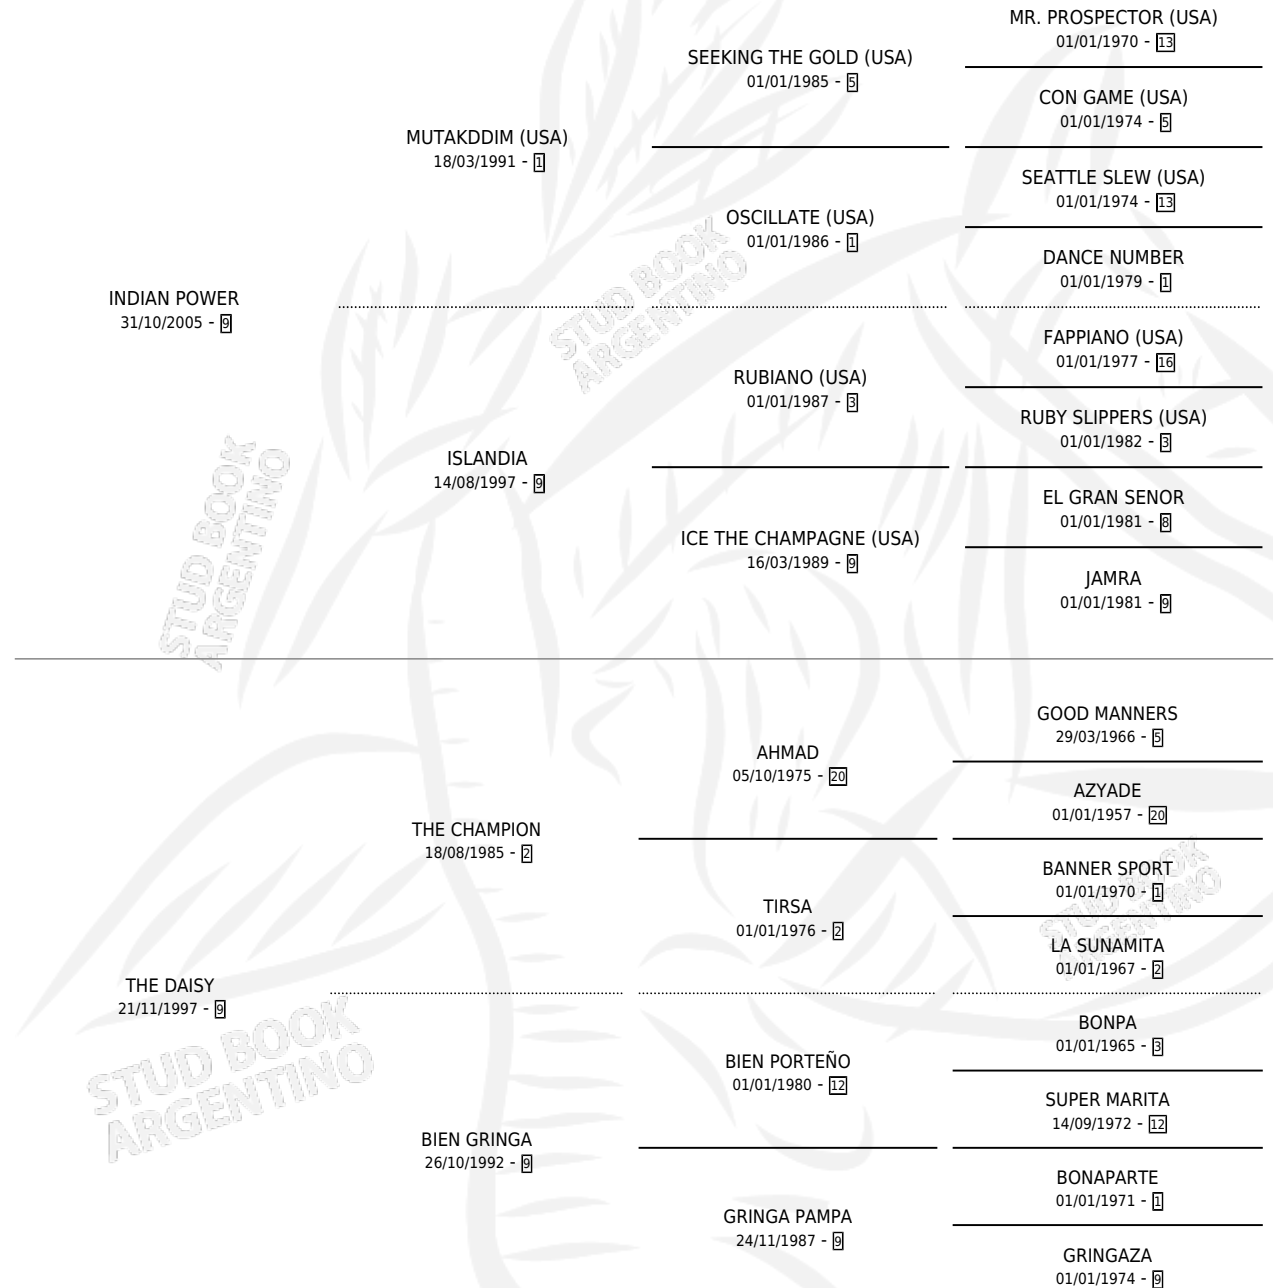 MR. PROSPECTOR (USA)
01/01/1970 - 13
SEEKING THE GOLD (USA)
01/01/1985 - 5
CON GAME (USA)
01/01/1974 - 5
MUTAKDDIM (USA)
18/03/1991 - 1
SEATTLE SLEW (USA)
01/01/1974 - 13
OSCILLATE (USA)
01/01/1986 - 1
DANCE NUMBER
01/01/1979 - 1
INDIAN POWER
31/10/2005 - 9
FAPPIANO (USA)
01/01/1977 - 16
RUBIANO (USA)
01/01/1987 - 3
RUBY SLIPPERS (USA)
01/01/1982 - 3
ISLANDIA
14/08/1997 - 9
EL GRAN SENOR
01/01/1981 - 8
ICE THE CHAMPAGNE (USA)
16/03/1989 - 9
JAMRA
01/01/1981 - 9
GOOD MANNERS
29/03/1966 - 5
AHMAD
05/10/1975 - 20
AZYADE
01/01/1957 - 20
THE CHAMPION
18/08/1985 - 2
BANNER SPORT
01/01/1970 - 1
TIRSA
01/01/1976 - 2
LA SUNAMITA
01/01/1967 - 2
THE DAISY
21/11/1997 - 9
BONPA
01/01/1965 - 3
BIEN PORTEÑO
01/01/1980 - 12
SUPER MARITA
14/09/1972 - 12
BIEN GRINGA
26/10/1992 - 9
BONAPARTE
01/01/1971 - 1
GRINGA PAMPA
24/11/1987 - 9
GRINGAZA
01/01/1974 - 9
STUD BOOK
ARGENTINO
STUD BOOK
ARGENTINO
STUD BOOK
ARGENTINO
STUD BOOK
ARGENTINO